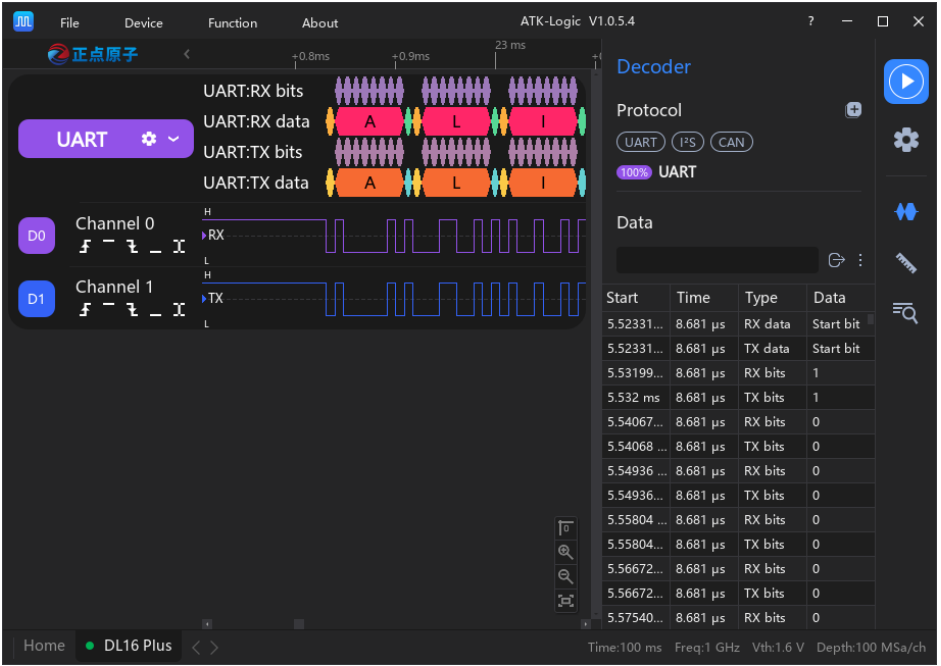 File Device Function About ATK-Logic V1.0.5.4 ?
正点原子
+0.8ms +0.9ms 23 ms
UART
UART:RX bits
UART:RX data A L I
UART:TX bits
UART:TX data A L I
D0 Channel 0 H RX L
D1 Channel 1 H TX L
Decoder
Protocol
UART I²S CAN
100% UART
Data
Start Time Type Data
5.52331... 8.681 μs RX data Start bit
5.52331... 8.681 μs TX data Start bit
5.53199... 8.681 μs RX bits 1
5.532 ms 8.681 μs TX bits 1
5.54067... 8.681 μs RX bits 0
5.54068 ... 8.681 μs TX bits 0
5.54936 ... 8.681 μs RX bits 0
5.54936... 8.681 μs TX bits 0
5.55804 ... 8.681 μs RX bits 0
5.55804... 8.681 μs TX bits 0
5.56672... 8.681 μs RX bits 0
5.56672... 8.681 μs TX bits 0
5.57540... 8.681 μs RX bits 0
Home DL16 Plus Time:100 ms Freq:1 GHz Vth:1.6 V Depth:100 MSa/ch